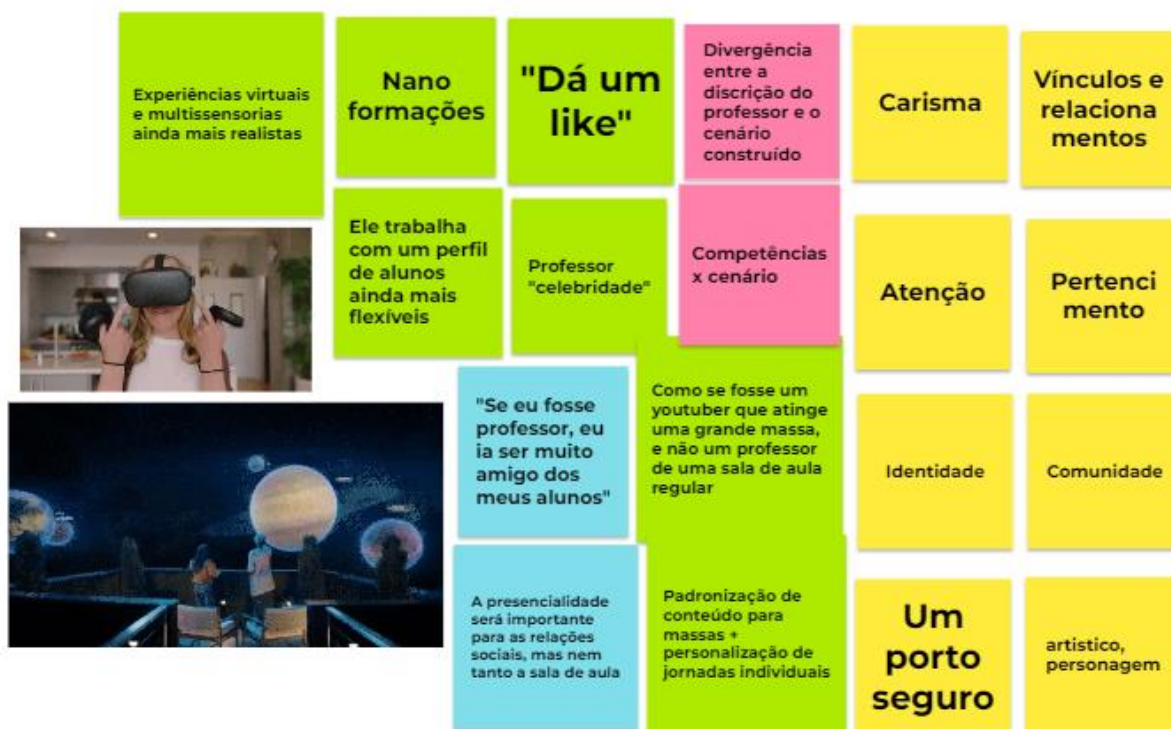 Experiências virtuais
e multissensorias
ainda mais realistas
Nano
formações
"Dá um
like"
Divergência
entre a
discrição do
professor e o
cenário
construído
Carisma
Vínculos e
relaciona
mentos
Ele trabalha
com um perfil
de alunos
ainda mais
flexíveis
Professor
"celebridade"
Competências
x cenário
Atenção
Pertenci
mento
"Se eu fosse
professor, eu
ia ser muito
amigo dos
meus alunos"
Como se fosse um
youtuber que atinge
uma grande massa,
e não um professor
de uma sala de aula
regular
Identidade
Comunidade
A presencialidade
será importante
para as relações
sociais, mas nem
tanto a sala de aula
Padronização de
conteúdo para
massas +
personalização de
jornadas individuais
Um
porto
seguro
artistico,
personagem